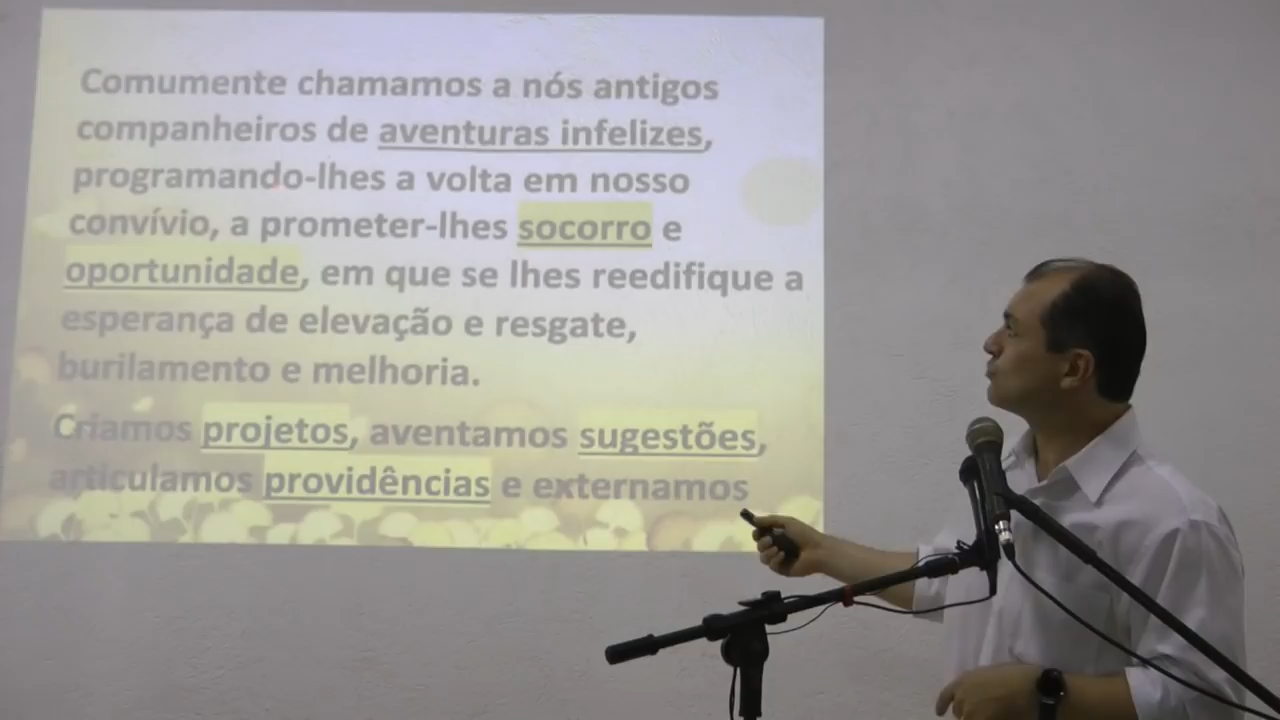 Comumente chamamos a nós antigos
companheiros de aventuras infelizes,
programando-lhes a volta em nosso
convívio, a prometer-lhes socorro e
oportunidade, em que se lhes reedifique a
esperança de elevação e resgate,
burilamento e melhoria.
Criamos projetos, aventamos sugestões,
articulamos providências e externamos